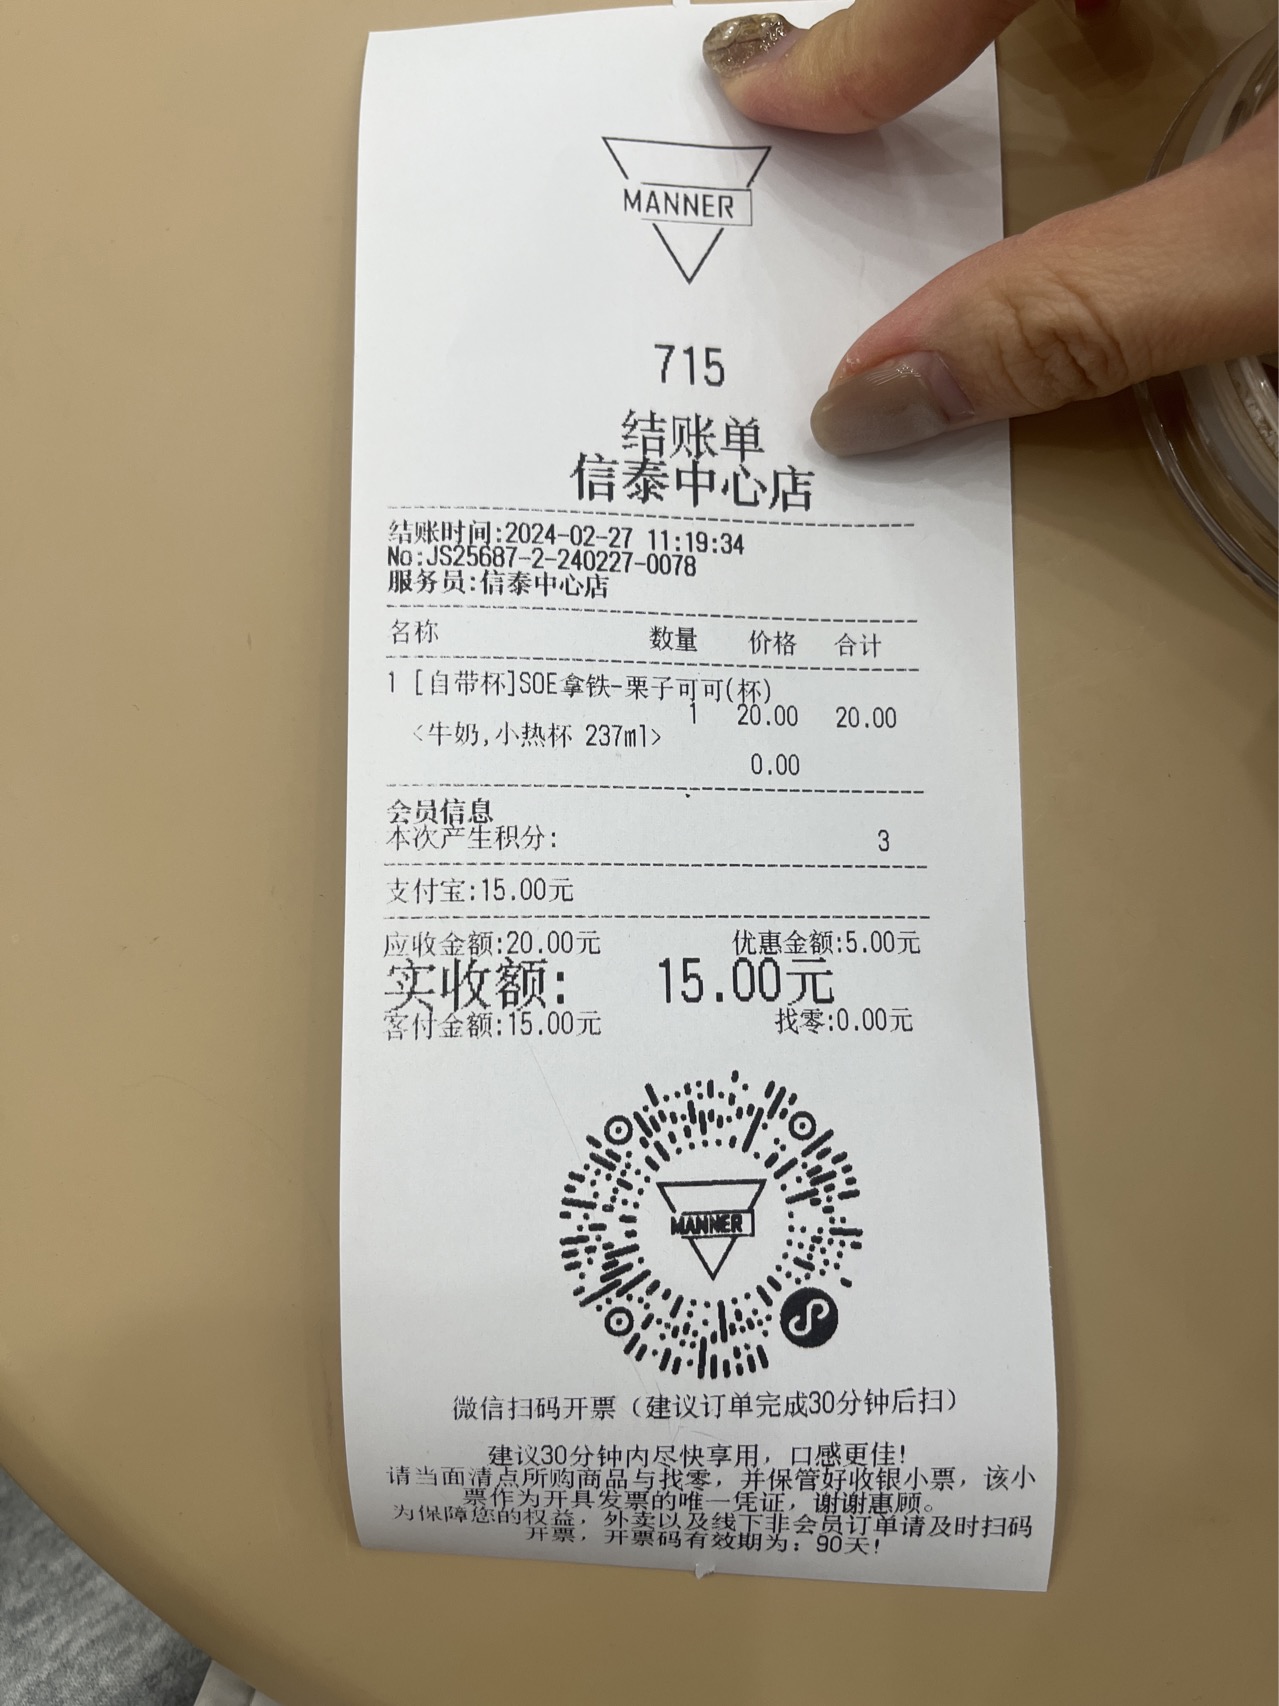 MANNER
715
结账单
信泰中心店
结账时间:2024-02-27 11:19:34
No:JS25687-2-240227-0078
服务员:信泰中心店
名称 数量 价格 合计
1 [自带杯]SOE拿铁-栗子可可(杯)
1 20.00 20.00
<牛奶,小热杯 237ml>
0.00
会员信息
本次产生积分: 3
支付宝:15.00元
应收金额:20.00元 优惠金额:5.00元
实收额: 15.00元
客付金额:15.00元 找零:0.00元
MANNER
微信扫码开票（建议订单完成30分钟后扫）
建议30分钟内尽快享用，口感更佳!
请当面清点所购商品与找零，并保管好收银小票，该小
票作为开具发票的唯一凭证，谢谢惠顾。
为保障您的权益，外卖以及线下非会员订单请及时扫码
开票，开票码有效期为：90天!